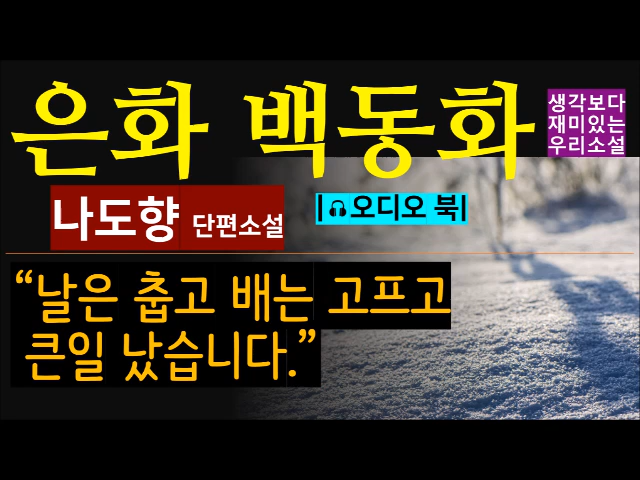 은화 백동화
생각보다
재미있는
우리소설
나도향 단편소설
|🎧오디오 북|
“날은 춥고 배는 고프고
큰일 났습니다.”